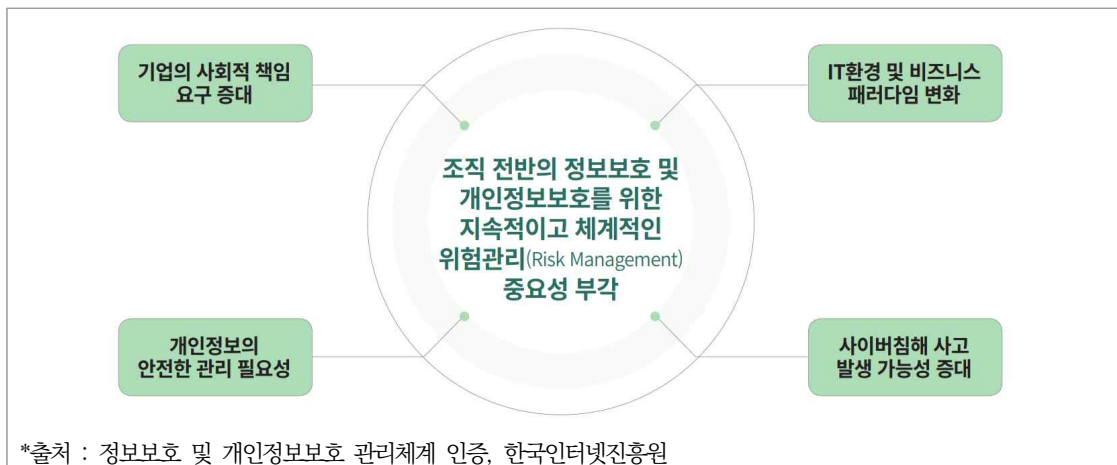 기업의 사회적 책임
요구 증대
IT환경 및 비즈니스
패러다임 변화
조직 전반의 정보보호 및
개인정보보호를 위한
지속적이고 체계적인
위험관리(Risk Management)
중요성 부각
개인정보의
안전한 관리 필요성
사이버침해 사고
발생 가능성 증대
*출처 : 정보보호 및 개인정보보호 관리체계 인증, 한국인터넷진흥원